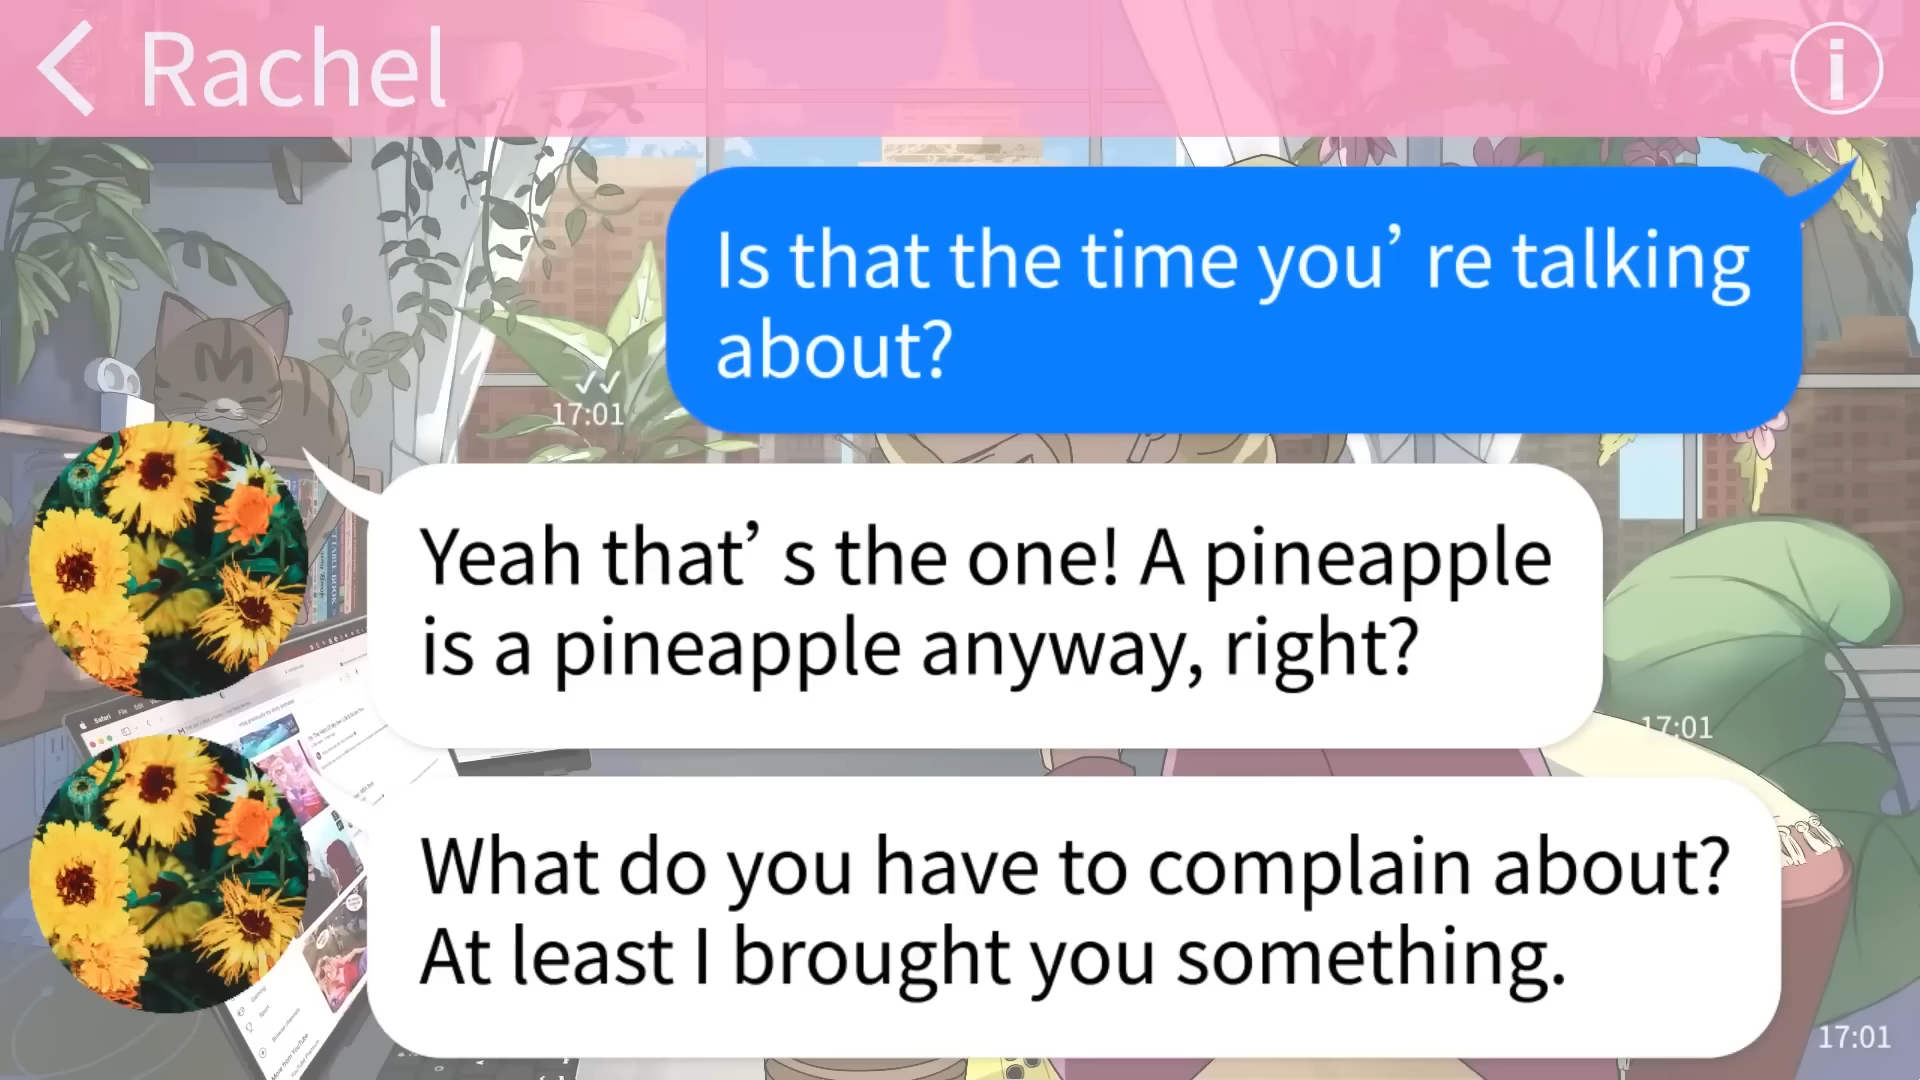 Rachel
Is that the time you’re talking
about?
17:01
Yeah that’s the one! A pineapple
is a pineapple anyway, right?
17:01
What do you have to complain about?
At least I brought you something.
17:01